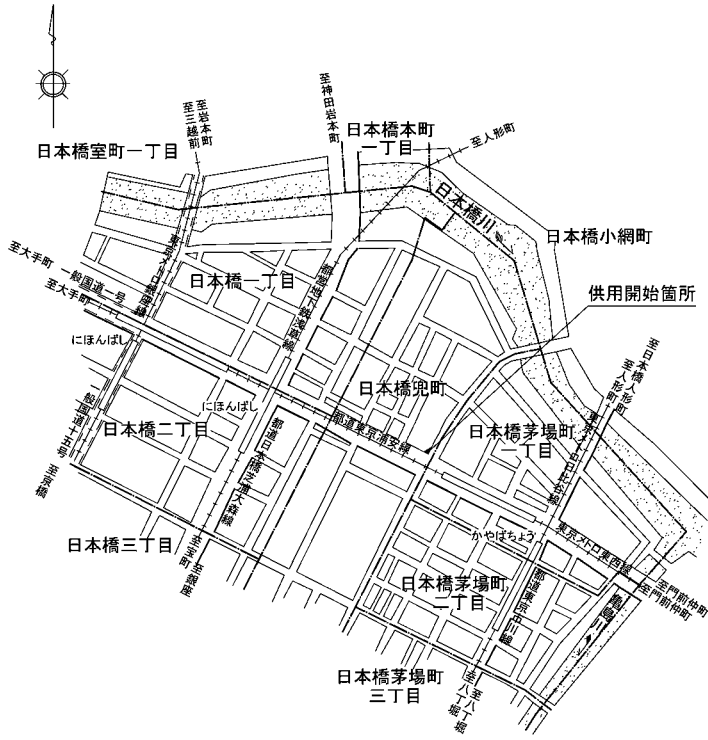 至岩本町
至三越前
至神田岩本町
日本橋本町
一丁目
至人形町
日本橋室町一丁目
日本橋川
日本橋小網町
至大手町
一般国道一号
至大手町
東京メトロ銀座線
日本橋一丁目
都営地下鉄浅草線
供用開始箇所
至日本橋人形町
至人形町
にほんばし
にほんばし
日本橋兜町
一般国道十五号
至京橋
日本橋二丁目
都道東京浦安線
日本橋茅場町
一丁目
東京メトロ日比谷線
都道日本橋芝浦大森線
日本橋三丁目
至宝町
至銀座
かやばちょう
東京メトロ東西線
至門前仲町
至門前仲町
日本橋茅場町
二丁目
都道東京立川線
亀島川
日本橋茅場町
三丁目
至八丁堀
至八丁堀